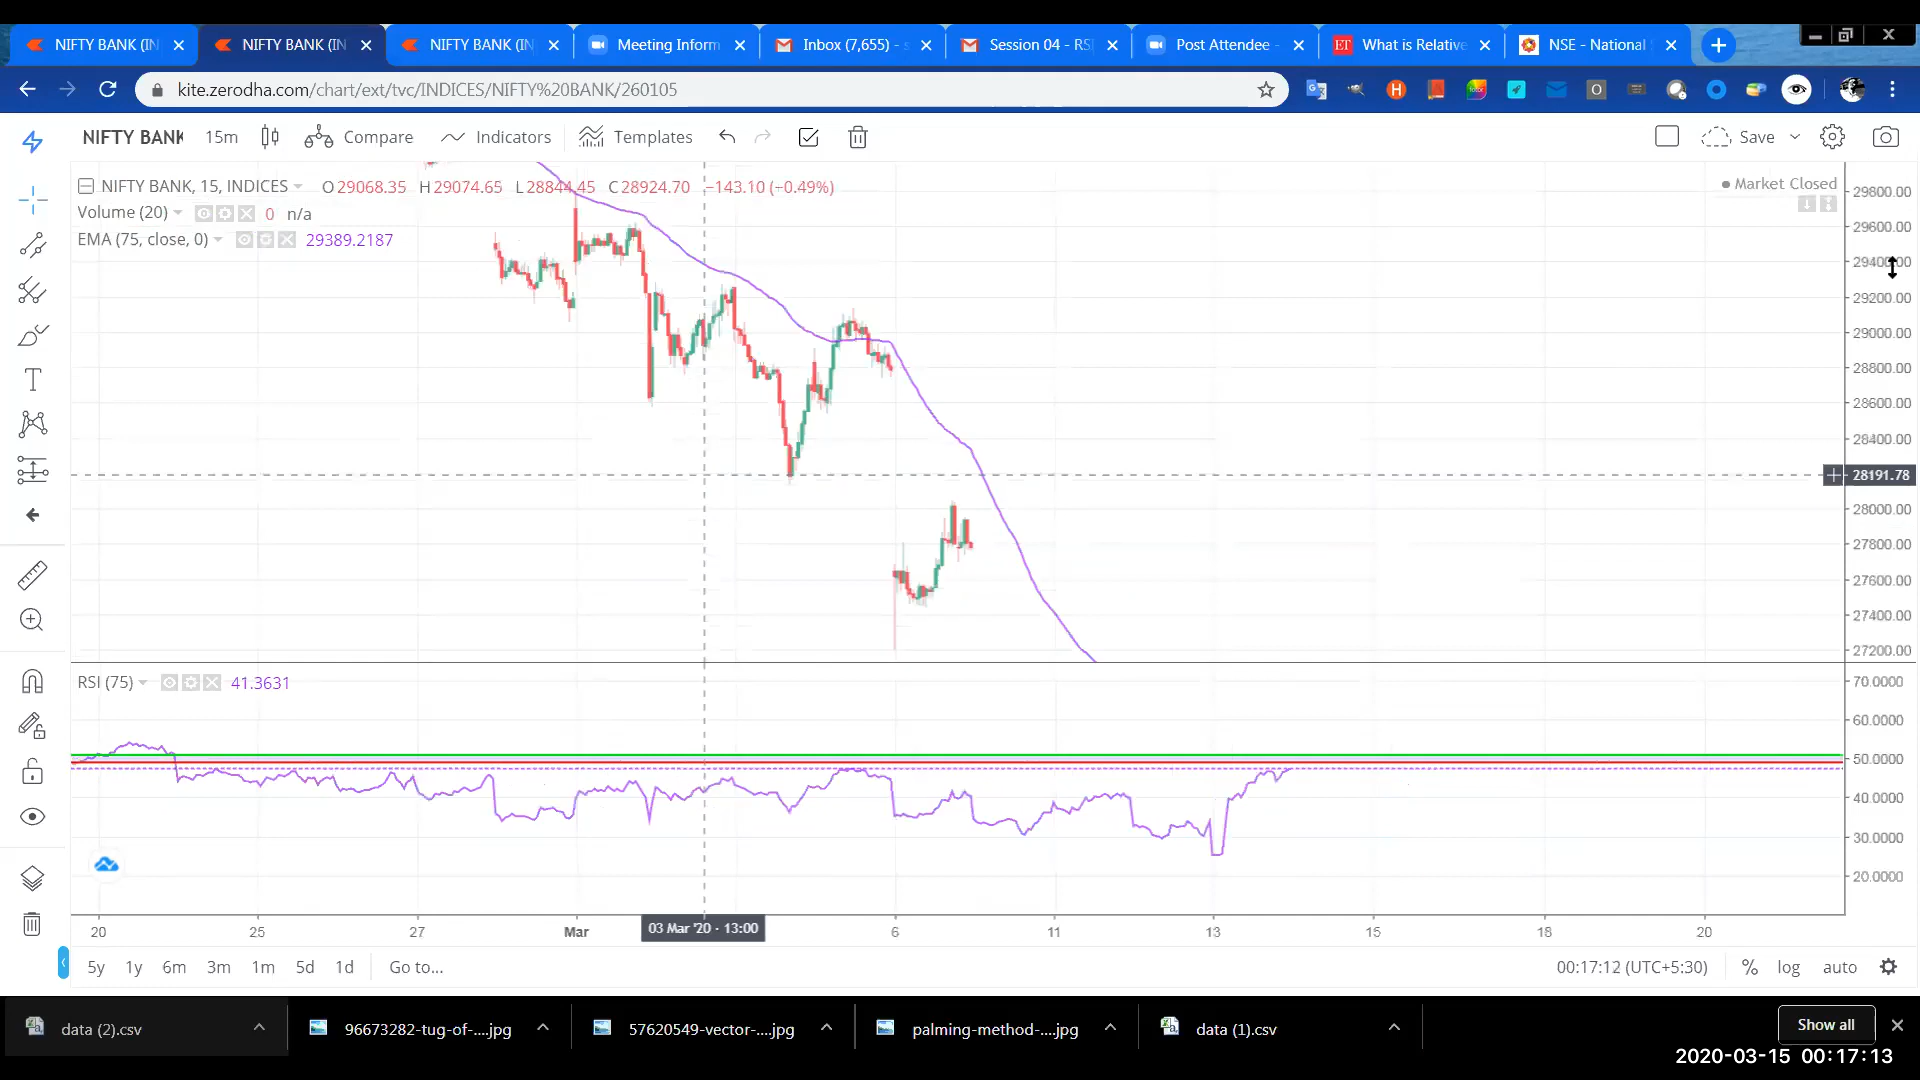 NIFTY BANK (IN
NIFTY BANK (IN
NIFTY BANK (IN
Meeting Inform
Inbox (7,655) - s
Session 04 - RSI
Post Attendee -
ET What is Relative
NSE - National
kite.zerodha.com/chart/ext/tvc/INDICES/NIFTY%20BANK/260105
NIFTY BANK 15m Compare Indicators Templates Save
NIFTY BANK, 15, INDICES O29068.35 H29074.65 L28844.45 C28924.70 −143.10 (−0.49%)
Market Closed
Volume (20) 0 n/a
EMA (75, close, 0) 29389.2187
29800.00
29600.00
29400.00
29200.00
29000.00
28800.00
28600.00
28400.00
28191.78
28000.00
27800.00
27600.00
27400.00
27200.00
RSI (75) 41.3631
70.0000
60.0000
50.0000
40.0000
30.0000
20.0000
20 25 27 Mar 03 Mar '20 - 13:00 6 11 13 15 18 20
5y 1y 6m 3m 1m 5d 1d Go to... 00:17:12 (UTC+5:30) % log auto
data (2).csv
96673282-tug-of-....jpg
57620549-vector-....jpg
palming-method-....jpg
data (1).csv
Show all
2020-03-15 00:17:13